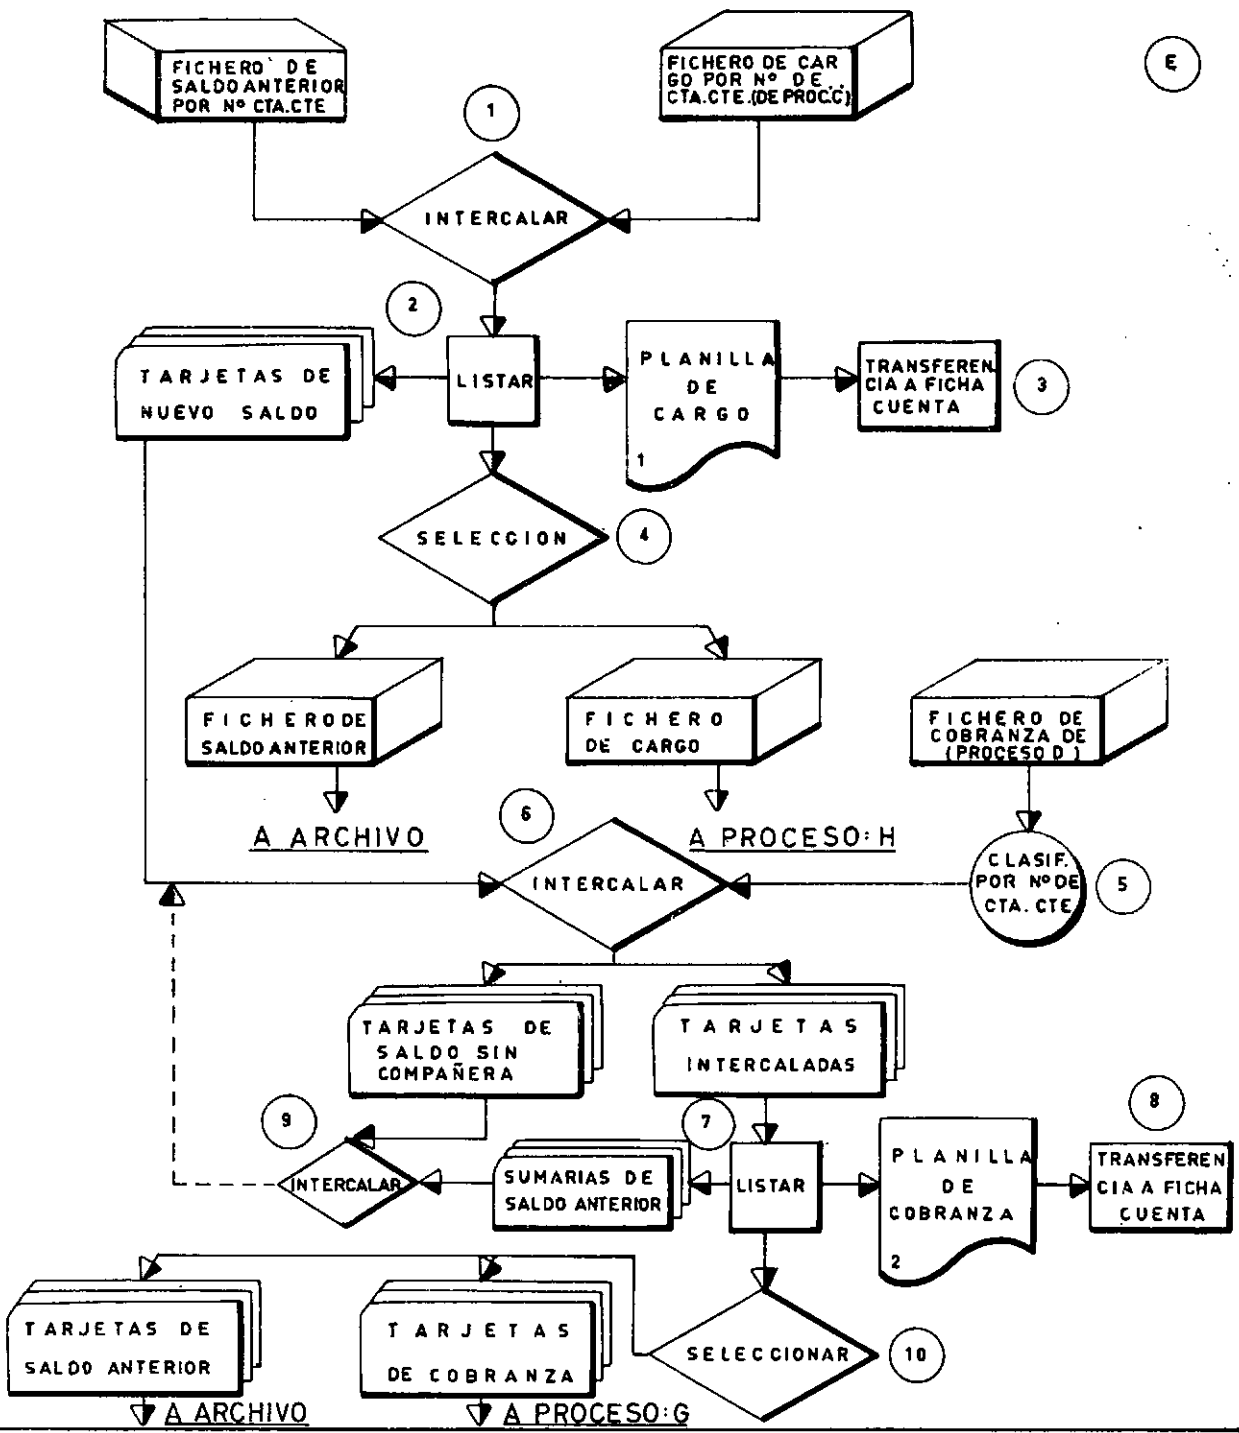 FICHERO DE
SALDO ANTERIOR
POR Nº CTA.CTE
FICHERO DE CAR
GO POR Nº DE
CTA.CTE.(DE PROC.C)
E
1
INTERCALAR
2
TARJETAS DE
NUEVO SALDO
LISTAR
PLANILLA
DE
CARGO
1
TRANSFEREN
CIA A FICHA
CUENTA
3
SELECCION
4
FICHERO DE
SALDO ANTERIOR
FICHERO
DE CARGO
FICHERO DE
COBRANZA DE
(PROCESO D)
A ARCHIVO
A PROCESO: H
6
INTERCALAR
CLASIF.
POR Nº DE
CTA. CTE
5
TARJETAS DE
SALDO SIN
COMPAÑERA
TARJETAS
INTERCALADAS
9
INTERCALAR
SUMARIAS DE
SALDO ANTERIOR
7
LISTAR
PLANILLA
DE
COBRANZA
2
8
TRANSFEREN
CIA A FICHA
CUENTA
TARJETAS DE
SALDO ANTERIOR
TARJETAS
DE COBRANZA
SELECCIONAR
10
A ARCHIVO
A PROCESO: G